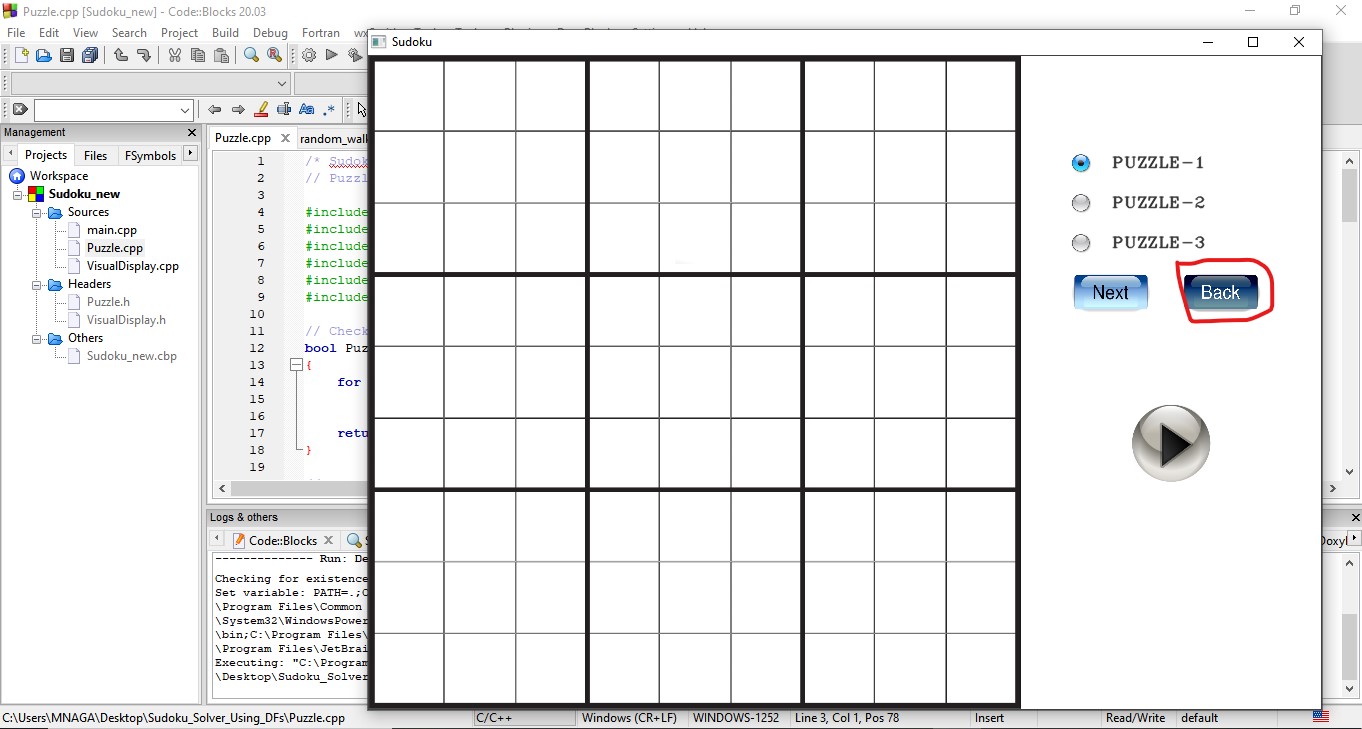 Puzzle.cpp [Sudoku_new] - Code::Blocks 20.03
File Edit View Search Project Build Debug Fortran
Sudoku
Management
Projects Files FSymbols
Workspace
Sudoku_new
Sources
main.cpp
Puzzle.cpp
VisualDisplay.cpp
Headers
Puzzle.h
VisualDisplay.h
Others
Sudoku_new.cbp
Puzzle.cpp random_walk
1 /* Sudok
2 // Puzzl
3
4 #include
5 #include
6 #include
7 #include
8 #include
9 #include
10
11 // Check
12 bool Puz
13 {
14 for
15
16
17 retu
18 }
19
PUZZLE-1
PUZZLE-2
PUZZLE-3
Next Back
Logs & others
Code::Blocks
-------------- Run: De
Checking for existence
Set variable: PATH=.;C
\Program Files\Common
\System32\WindowsPower
\bin;C:\Program Files\
\Program Files\JetBrai
Executing: "C:\Program
\Desktop\Sudoku_Solver
C:\Users\MNAGA\Desktop\Sudoku_Solver_Using_DFs\Puzzle.cpp C/C++ Windows (CR+LF) WINDOWS-1252 Line 3, Col 1, Pos 78 Insert Read/Write default